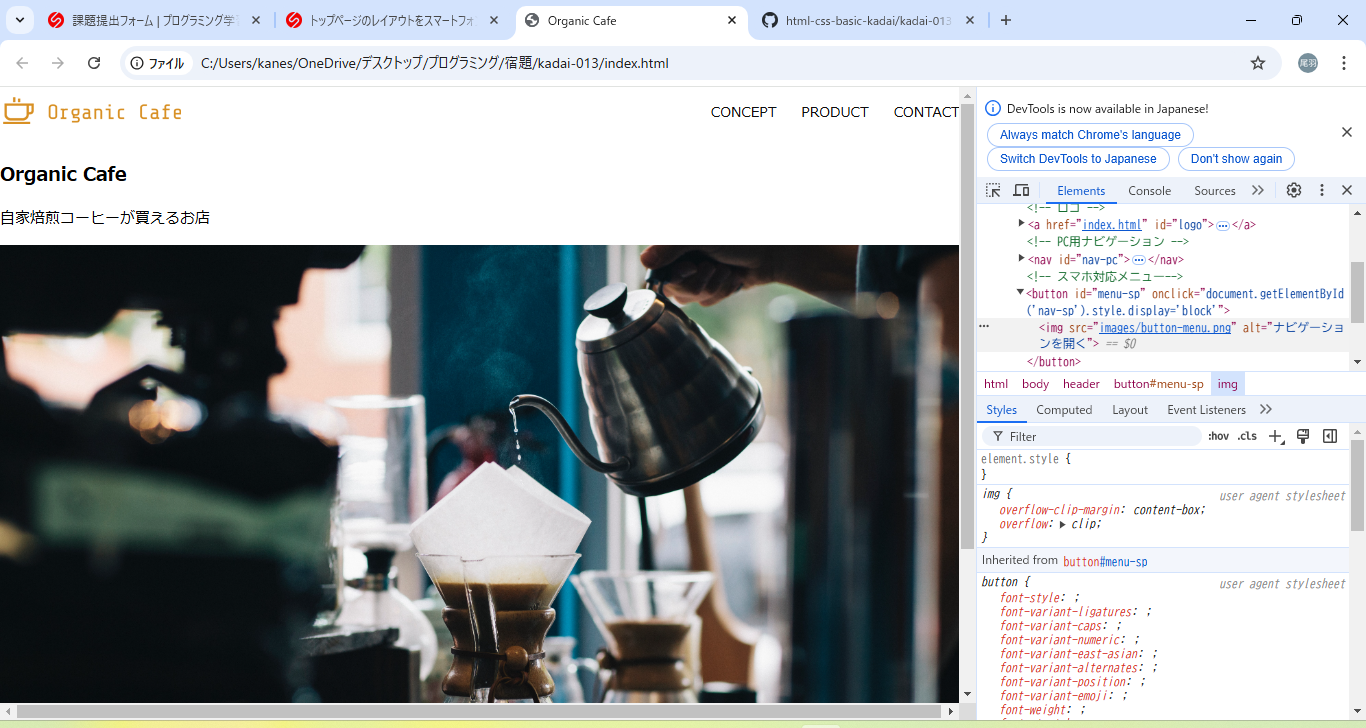 課題提出フォーム | プログラミング学
トップページのレイアウトをスマートフォ
Organic Cafe
html-css-basic-kadai/kadai-013
ファイル
C:/Users/kanes/OneDrive/デスクトップ/プログラミング/宿題/kadai-013/index.html
尾羽
Organic Cafe
CONCEPT
PRODUCT
CONTACT
Organic Cafe
自家焙煎コーヒーが買えるお店
DevTools is now available in Japanese!
Always match Chrome's language
Switch DevTools to Japanese
Don't show again
Elements
Console
Sources
<!-- ロゴ -->
<a href="index.html" id="logo">…</a>
<!-- PC用ナビゲーション -->
<nav id="nav-pc">…</nav>
<!-- スマホ対応メニュー-->
<button id="menu-sp" onclick="document.getElementById
('nav-sp').style.display='block'">
<img src="images/button-menu.png" alt="ナビゲーショ
ンを開く"> == $0
</button>
html
body
header
button#menu-sp
img
Styles
Computed
Layout
Event Listeners
Filter
:hov
.cls
element.style {
}
img {
user agent stylesheet
overflow-clip-margin: content-box;
overflow: clip;
}
Inherited from button#menu-sp
button {
user agent stylesheet
font-style: ;
font-variant-ligatures: ;
font-variant-caps: ;
font-variant-numeric: ;
font-variant-east-asian: ;
font-variant-alternates: ;
font-variant-position: ;
font-variant-emoji: ;
font-weight: ;